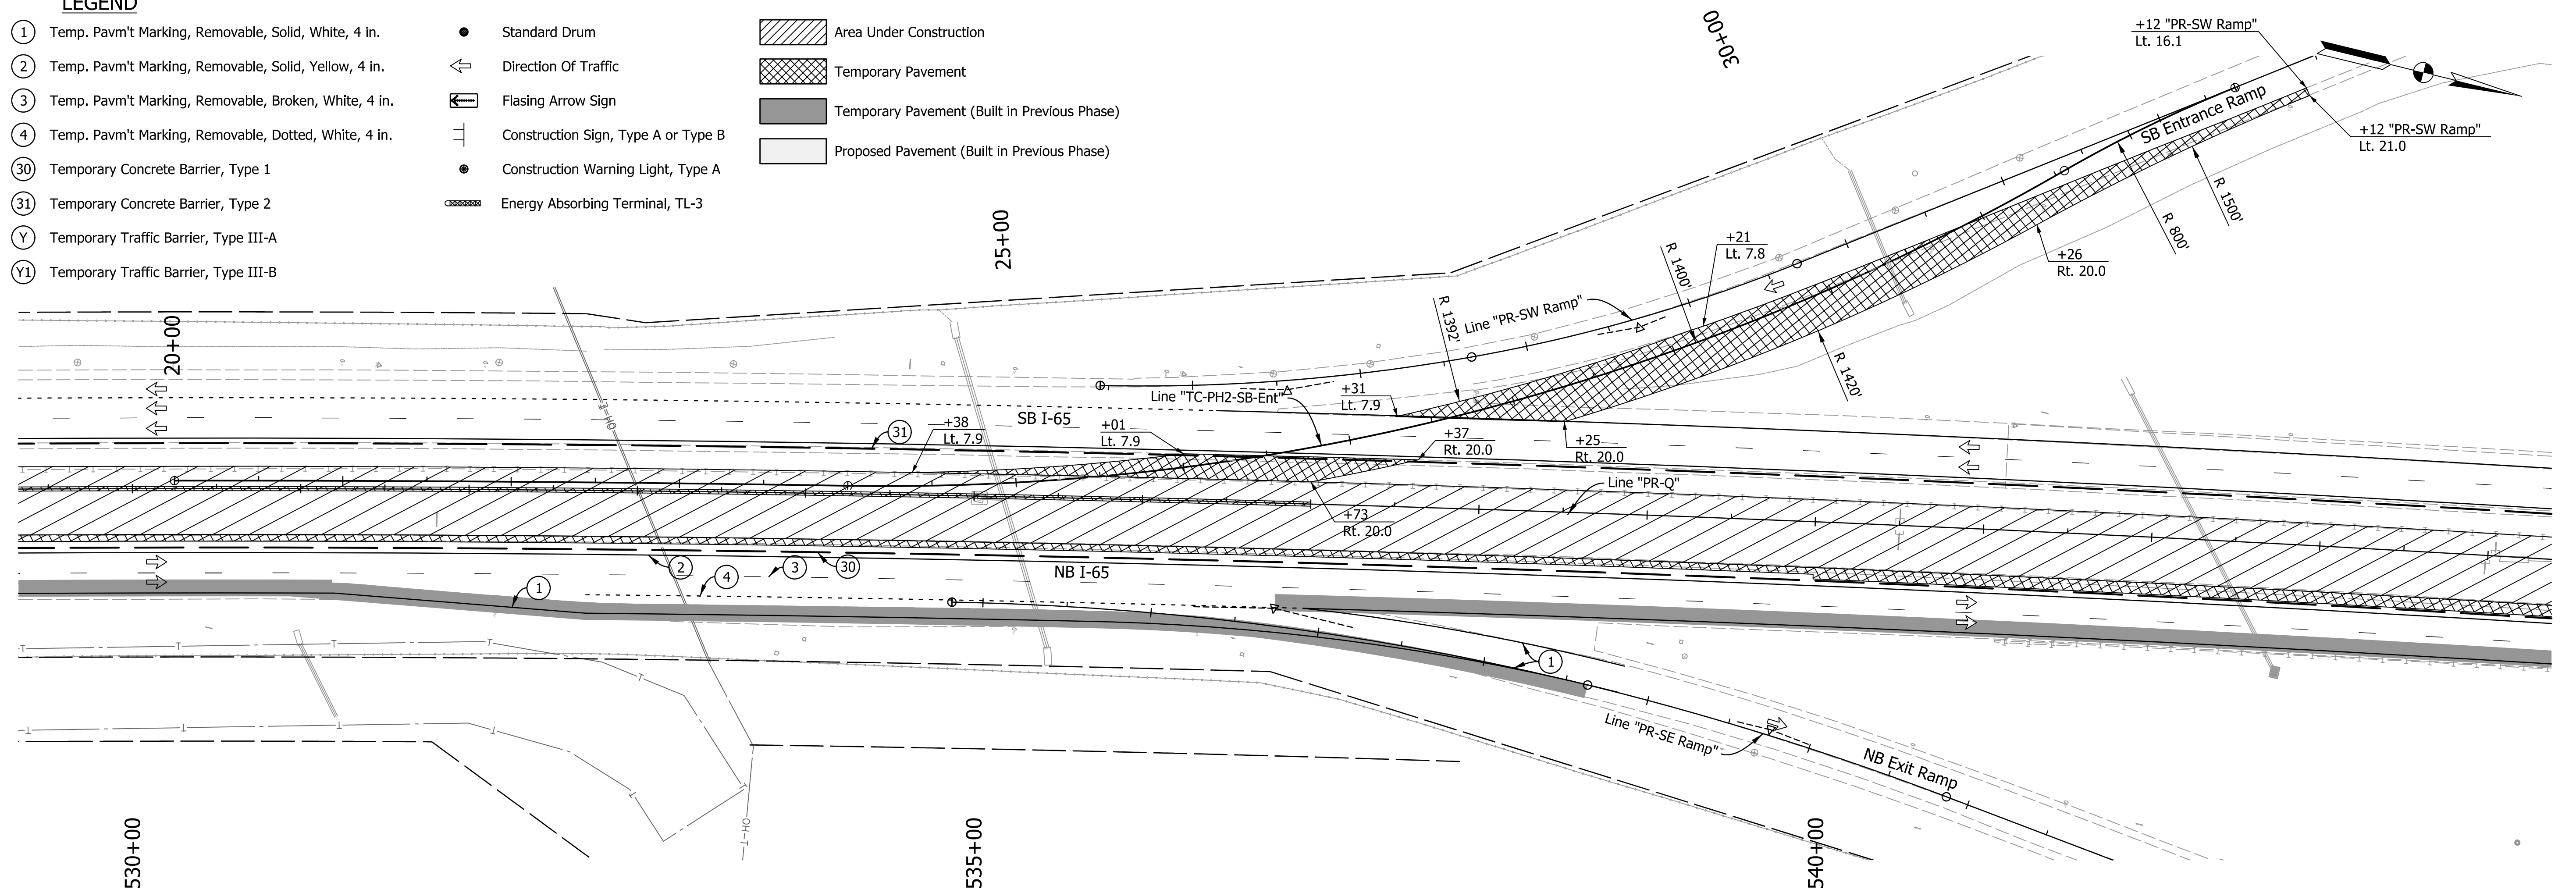 LEGEND
1 Temp. Pavm't Marking, Removable, Solid, White, 4 in.
2 Temp. Pavm't Marking, Removable, Solid, Yellow, 4 in.
3 Temp. Pavm't Marking, Removable, Broken, White, 4 in.
4 Temp. Pavm't Marking, Removable, Dotted, White, 4 in.
30 Temporary Concrete Barrier, Type 1
31 Temporary Concrete Barrier, Type 2
Y Temporary Traffic Barrier, Type III-A
Y1 Temporary Traffic Barrier, Type III-B
Standard Drum
Direction Of Traffic
Flasing Arrow Sign
Construction Sign, Type A or Type B
Construction Warning Light, Type A
Energy Absorbing Terminal, TL-3
Area Under Construction
Temporary Pavement
Temporary Pavement (Built in Previous Phase)
Proposed Pavement (Built in Previous Phase)
30+00
+12 "PR-SW Ramp"
Lt. 16.1
SB Entrance Ramp
+12 "PR-SW Ramp"
Lt. 21.0
R 1500'
R 800'
+26
Rt. 20.0
+21
Lt. 7.8
R 1400'
R 1392'
R 1420'
Line "PR-SW Ramp"
25+00
20+00
Line "TC-PH2-SB-Ent"
+31
Lt. 7.9
SB I-65
31
+38
Lt. 7.9
+01
Lt. 7.9
+37
Rt. 20.0
+25
Rt. 20.0
Line "PR-Q"
+73
Rt. 20.0
OH-E
2
4
3
30
NB I-65
1
1
Line "PR-SE Ramp"
NB Exit Ramp
T
T
T
T
T
T
T
T
T
T
T
OH-T
530+00
535+00
540+00